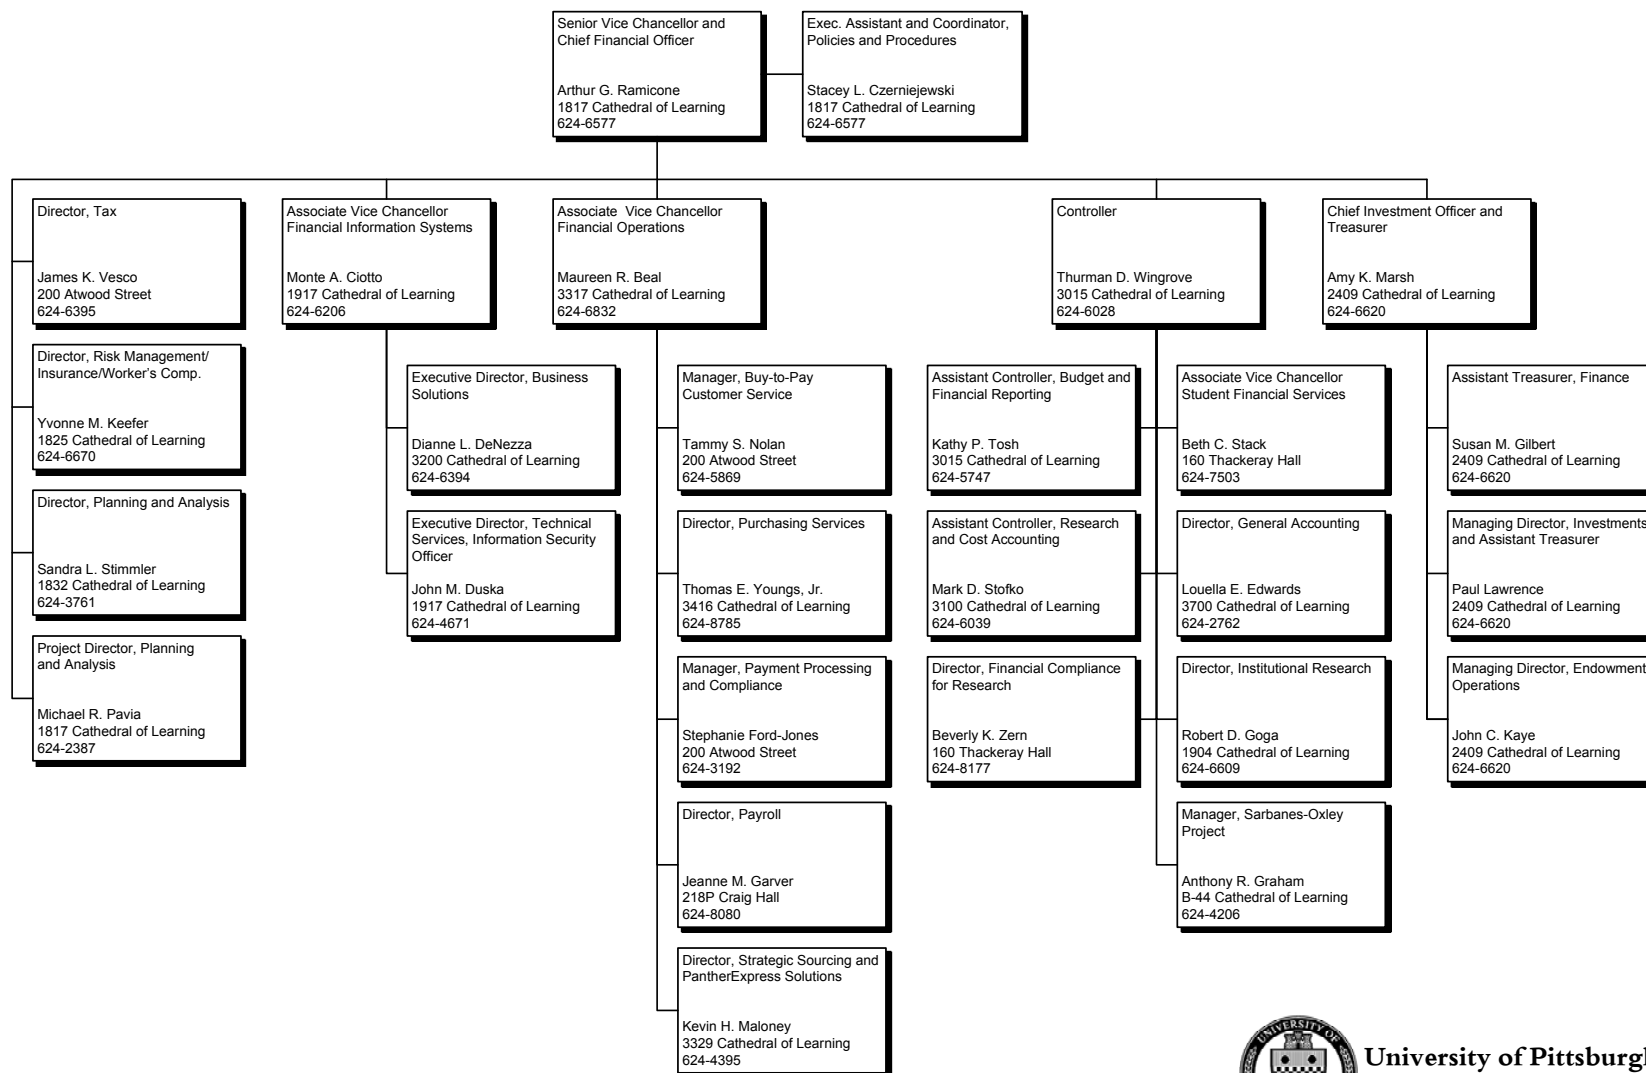 Senior Vice Chancellor and
Chief Financial Officer
Arthur G. Ramicone
1817 Cathedral of Learning
624-6577
Exec. Assistant and Coordinator,
Policies and Procedures
Stacey L. Czerniejewski
1817 Cathedral of Learning
624-6577
Director, Tax
James K. Vesco
200 Atwood Street
624-6395
Director, Risk Management/
Insurance/Worker's Comp.
Yvonne M. Keefer
1825 Cathedral of Learning
624-6670
Director, Planning and Analysis
Sandra L. Stimmler
1832 Cathedral of Learning
624-3761
Project Director, Planning
and Analysis
Michael R. Pavia
1817 Cathedral of Learning
624-2387
Associate Vice Chancellor
Financial Information Systems
Monte A. Ciotto
1917 Cathedral of Learning
624-6206
Executive Director, Business
Solutions
Dianne L. DeNezza
3200 Cathedral of Learning
624-6394
Executive Director, Technical
Services, Information Security
Officer
John M. Duska
1917 Cathedral of Learning
624-4671
Associate Vice Chancellor
Financial Operations
Maureen R. Beal
3317 Cathedral of Learning
624-6832
Manager, Buy-to-Pay
Customer Service
Tammy S. Nolan
200 Atwood Street
624-5869
Director, Purchasing Services
Thomas E. Youngs, Jr.
3416 Cathedral of Learning
624-8785
Manager, Payment Processing
and Compliance
Stephanie Ford-Jones
200 Atwood Street
624-3192
Director, Payroll
Jeanne M. Garver
218P Craig Hall
624-8080
Director, Strategic Sourcing and
PantherExpress Solutions
Kevin H. Maloney
3329 Cathedral of Learning
624-4395
Controller
Thurman D. Wingrove
3015 Cathedral of Learning
624-6028
Assistant Controller, Budget and
Financial Reporting
Kathy P. Tosh
3015 Cathedral of Learning
624-5747
Assistant Controller, Research
and Cost Accounting
Mark D. Stofko
3100 Cathedral of Learning
624-6039
Director, Financial Compliance
for Research
Beverly K. Zern
160 Thackeray Hall
624-8177
Associate Vice Chancellor
Student Financial Services
Beth C. Stack
160 Thackeray Hall
624-7503
Director, General Accounting
Louella E. Edwards
3700 Cathedral of Learning
624-2762
Director, Institutional Research
Robert D. Goga
1904 Cathedral of Learning
624-6609
Manager, Sarbanes-Oxley
Project
Anthony R. Graham
B-44 Cathedral of Learning
624-4206
Chief Investment Officer and
Treasurer
Amy K. Marsh
2409 Cathedral of Learning
624-6620
Assistant Treasurer, Finance
Susan M. Gilbert
2409 Cathedral of Learning
624-6620
Managing Director, Investments
and Assistant Treasurer
Paul Lawrence
2409 Cathedral of Learning
624-6620
Managing Director, Endowment
Operations
John C. Kaye
2409 Cathedral of Learning
624-6620
UNIVERSITY OF
University of Pittsburgh